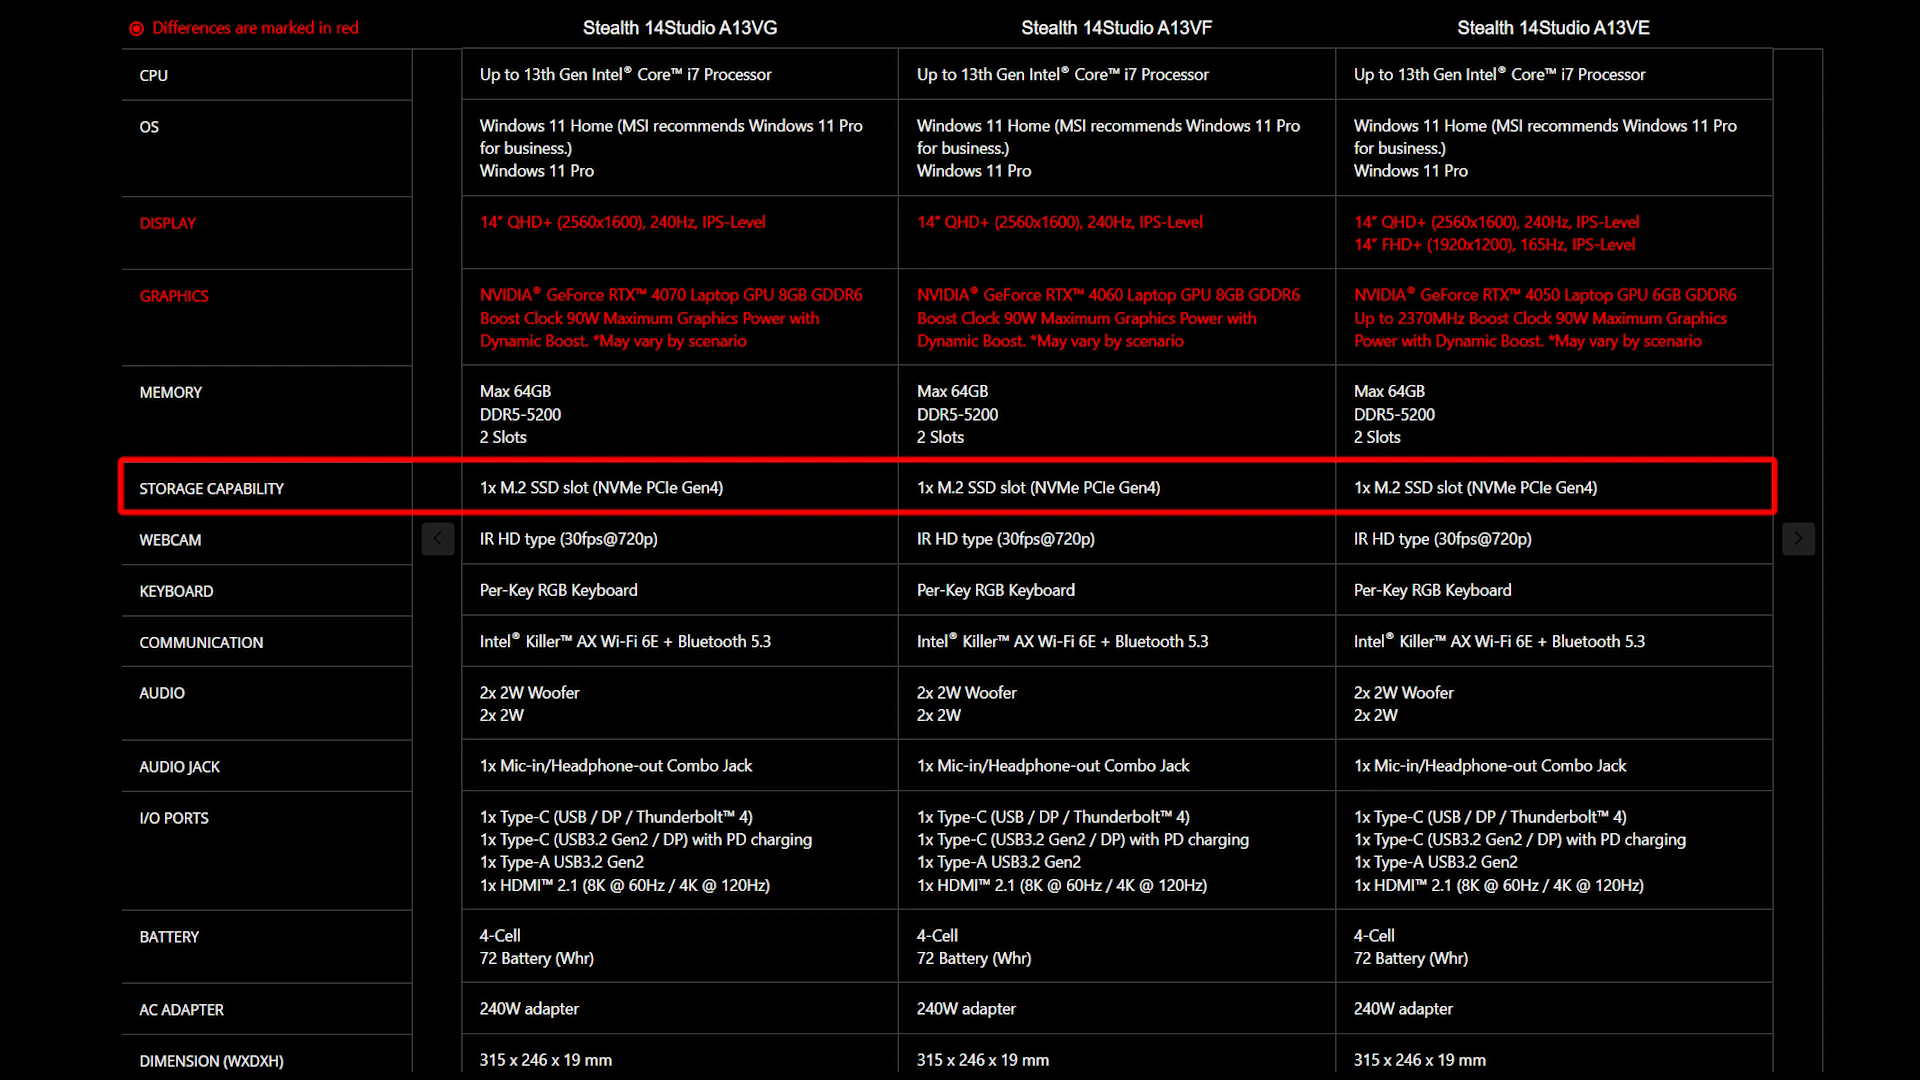 Differences are marked in red
Stealth 14Studio A13VG
Stealth 14Studio A13VF
Stealth 14Studio A13VE
CPU
Up to 13th Gen Intel® Core™ i7 Processor
Up to 13th Gen Intel® Core™ i7 Processor
Up to 13th Gen Intel® Core™ i7 Processor
OS
Windows 11 Home (MSI recommends Windows 11 Pro
for business.)
Windows 11 Pro
Windows 11 Home (MSI recommends Windows 11 Pro
for business.)
Windows 11 Pro
Windows 11 Home (MSI recommends Windows 11 Pro
for business.)
Windows 11 Pro
DISPLAY
14” QHD+ (2560x1600), 240Hz, IPS-Level
14” QHD+ (2560x1600), 240Hz, IPS-Level
14” QHD+ (2560x1600), 240Hz, IPS-Level
14” FHD+ (1920x1200), 165Hz, IPS-Level
GRAPHICS
NVIDIA® GeForce RTX™ 4070 Laptop GPU 8GB GDDR6
Boost Clock 90W Maximum Graphics Power with
Dynamic Boost. *May vary by scenario
NVIDIA® GeForce RTX™ 4060 Laptop GPU 8GB GDDR6
Boost Clock 90W Maximum Graphics Power with
Dynamic Boost. *May vary by scenario
NVIDIA® GeForce RTX™ 4050 Laptop GPU 6GB GDDR6
Up to 2370MHz Boost Clock 90W Maximum Graphics
Power with Dynamic Boost. *May vary by scenario
MEMORY
Max 64GB
DDR5-5200
2 Slots
Max 64GB
DDR5-5200
2 Slots
Max 64GB
DDR5-5200
2 Slots
STORAGE CAPABILITY
1x M.2 SSD slot (NVMe PCIe Gen4)
1x M.2 SSD slot (NVMe PCIe Gen4)
1x M.2 SSD slot (NVMe PCIe Gen4)
WEBCAM
IR HD type (30fps@720p)
IR HD type (30fps@720p)
IR HD type (30fps@720p)
KEYBOARD
Per-Key RGB Keyboard
Per-Key RGB Keyboard
Per-Key RGB Keyboard
COMMUNICATION
Intel® Killer™ AX Wi-Fi 6E + Bluetooth 5.3
Intel® Killer™ AX Wi-Fi 6E + Bluetooth 5.3
Intel® Killer™ AX Wi-Fi 6E + Bluetooth 5.3
AUDIO
2x 2W Woofer
2x 2W
2x 2W Woofer
2x 2W
2x 2W Woofer
2x 2W
AUDIO JACK
1x Mic-in/Headphone-out Combo Jack
1x Mic-in/Headphone-out Combo Jack
1x Mic-in/Headphone-out Combo Jack
I/O PORTS
1x Type-C (USB / DP / Thunderbolt™ 4)
1x Type-C (USB3.2 Gen2 / DP) with PD charging
1x Type-A USB3.2 Gen2
1x HDMI™ 2.1 (8K @ 60Hz / 4K @ 120Hz)
1x Type-C (USB / DP / Thunderbolt™ 4)
1x Type-C (USB3.2 Gen2 / DP) with PD charging
1x Type-A USB3.2 Gen2
1x HDMI™ 2.1 (8K @ 60Hz / 4K @ 120Hz)
1x Type-C (USB / DP / Thunderbolt™ 4)
1x Type-C (USB3.2 Gen2 / DP) with PD charging
1x Type-A USB3.2 Gen2
1x HDMI™ 2.1 (8K @ 60Hz / 4K @ 120Hz)
BATTERY
4-Cell
72 Battery (Whr)
4-Cell
72 Battery (Whr)
4-Cell
72 Battery (Whr)
AC ADAPTER
240W adapter
240W adapter
240W adapter
DIMENSION (WXDXH)
315 x 246 x 19 mm
315 x 246 x 19 mm
315 x 246 x 19 mm